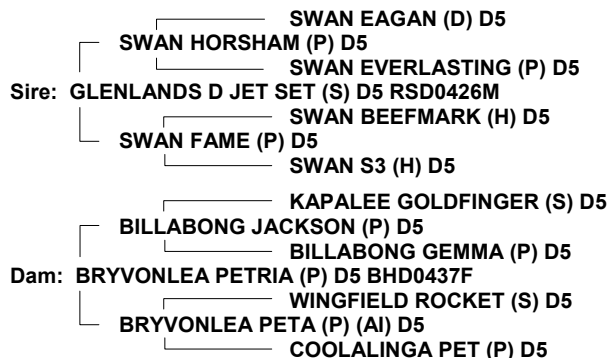 SWAN EAGAN (D) D5
SWAN HORSHAM (P) D5
SWAN EVERLASTING (P) D5
Sire: GLENLANDS D JET SET (S) D5 RSD0426M
SWAN BEEFMARK (H) D5
SWAN FAME (P) D5
SWAN S3 (H) D5
KAPALEE GOLDFINGER (S) D5
BILLABONG JACKSON (P) D5
BILLABONG GEMMA (P) D5
Dam: BRYVONLEA PETRIA (P) D5 BHD0437F
WINGFIELD ROCKET (S) D5
BRYVONLEA PETA (P) (AI) D5
COOLALINGA PET (P) D5